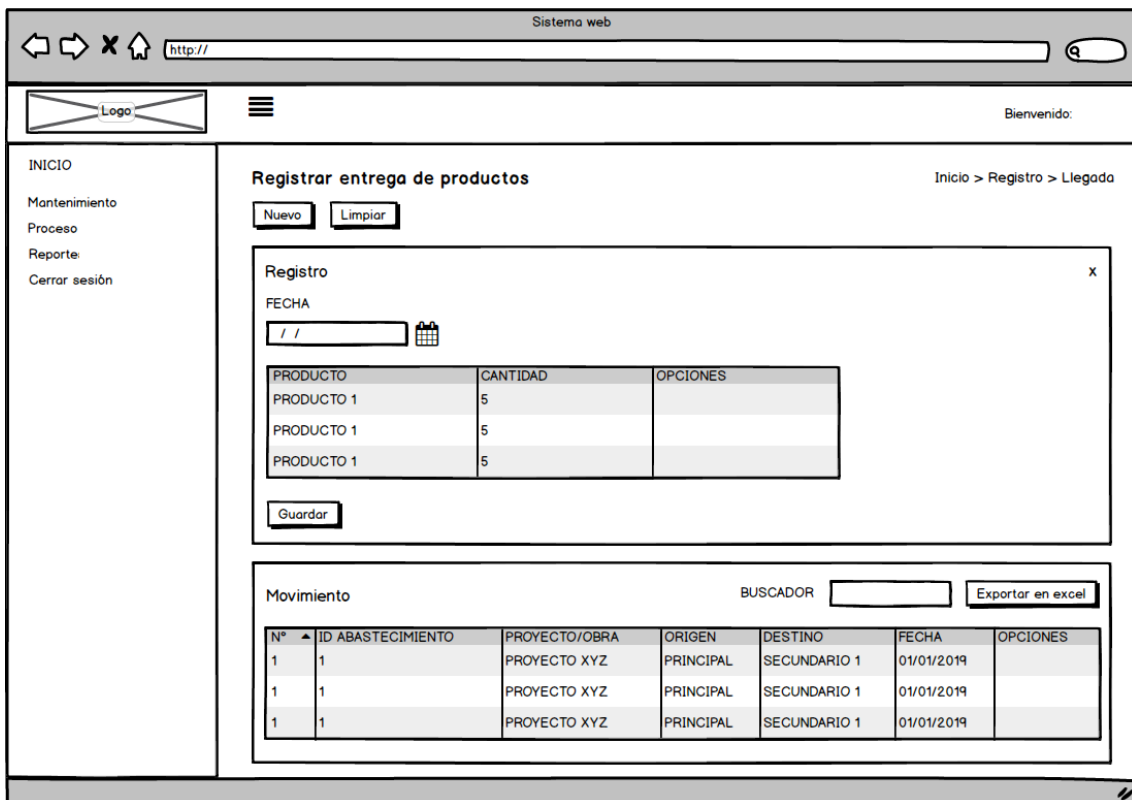 Sistema web
http://
Logo
Bienvenido:
INICIO
Mantenimiento
Proceso
Reporte:
Cerrar sesión
Registrar entrega de productos
Inicio > Registro > Llegada
Nuevo Limpiar
Registro x
FECHA
/ /
PRODUCTO CANTIDAD OPCIONES
PRODUCTO 1 5
PRODUCTO 1 5
PRODUCTO 1 5
Guardar
Movimiento BUSCADOR Exportar en excel
N° ID ABASTECIMIENTO PROYECTO/OBRA ORIGEN DESTINO FECHA OPCIONES
1 1 PROYECTO XYZ PRINCIPAL SECUNDARIO 1 01/01/2019
1 1 PROYECTO XYZ PRINCIPAL SECUNDARIO 1 01/01/2019
1 1 PROYECTO XYZ PRINCIPAL SECUNDARIO 1 01/01/2019